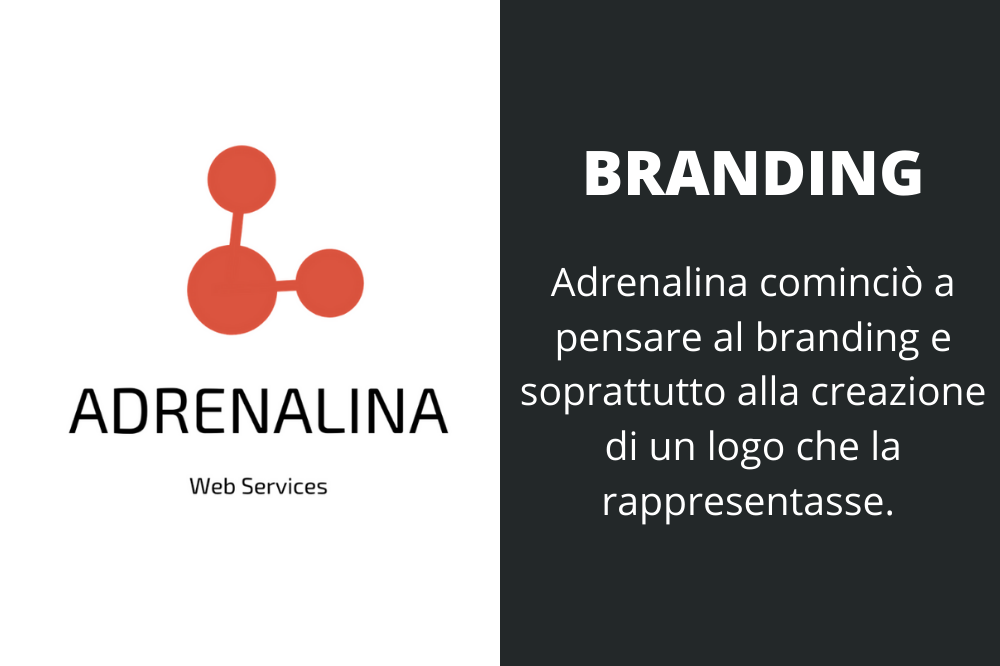 ADRENALINA
Web Services
BRANDING
Adrenalina cominciò a
pensare al branding e
soprattutto alla creazione
di un logo che la
rappresentasse.